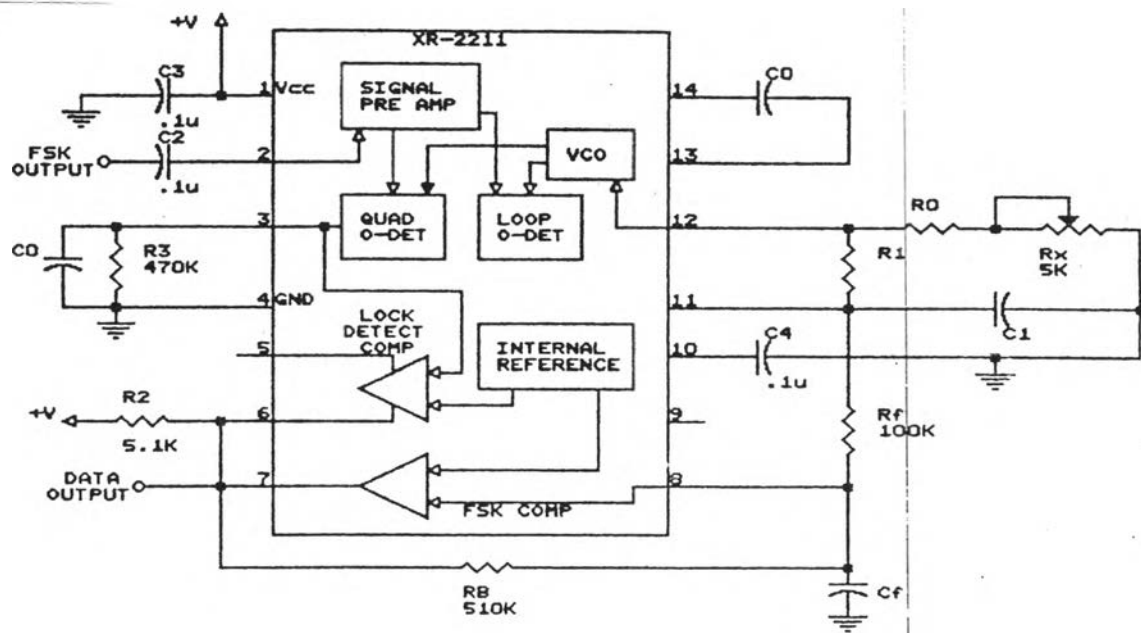 +V
XR-2211
C3
.1u
1
Vcc
SIGNAL
PRE AMP
14
C0
C2
.1u
FSK
OUTPUT
2
VCO
13
3
QUAD
0-DET
LOOP
0-DET
12
R0
Rx
5K
CD
R3
470K
R1
4
GND
11
C1
LOCK
DETECT
COMP
INTERNAL
REFERENCE
10
C4
.1u
5
+V
R2
5.1K
6
9
Rf
100K
DATA
OUTPUT
7
8
FSK COMP
RB
510K
Cf